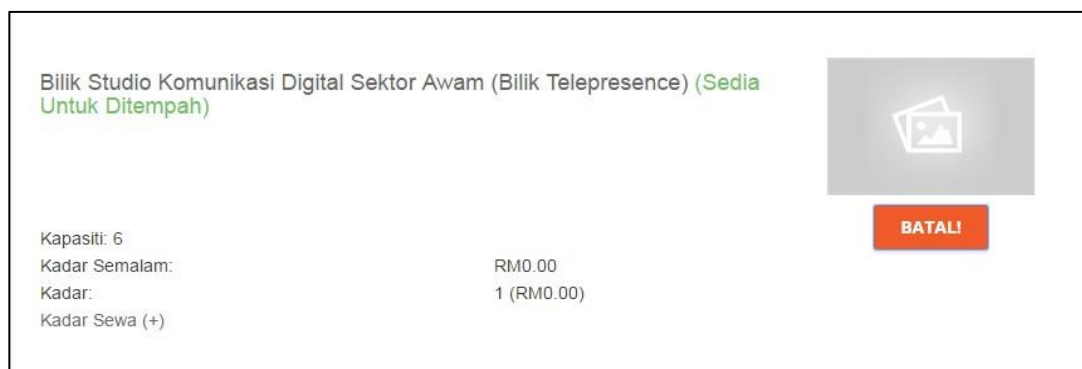 Bilik Studio Komunikasi Digital Sektor Awam (Bilik Telepresence) (Sedia
Untuk Ditempah)
BATAL!
Kapasiti: 6
Kadar Semalam: RM0.00
Kadar: 1 (RM0.00)
Kadar Sewa (+)